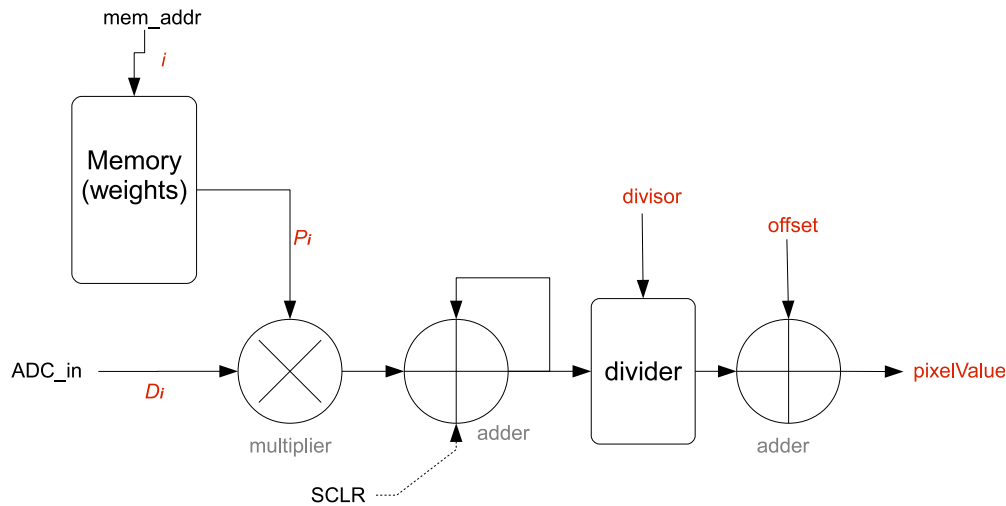 mem_addr
i
Memory
(weights)
divisor
offset
Pi
ADC_in
Di
divider
pixelValue
multiplier
adder
adder
SCLR